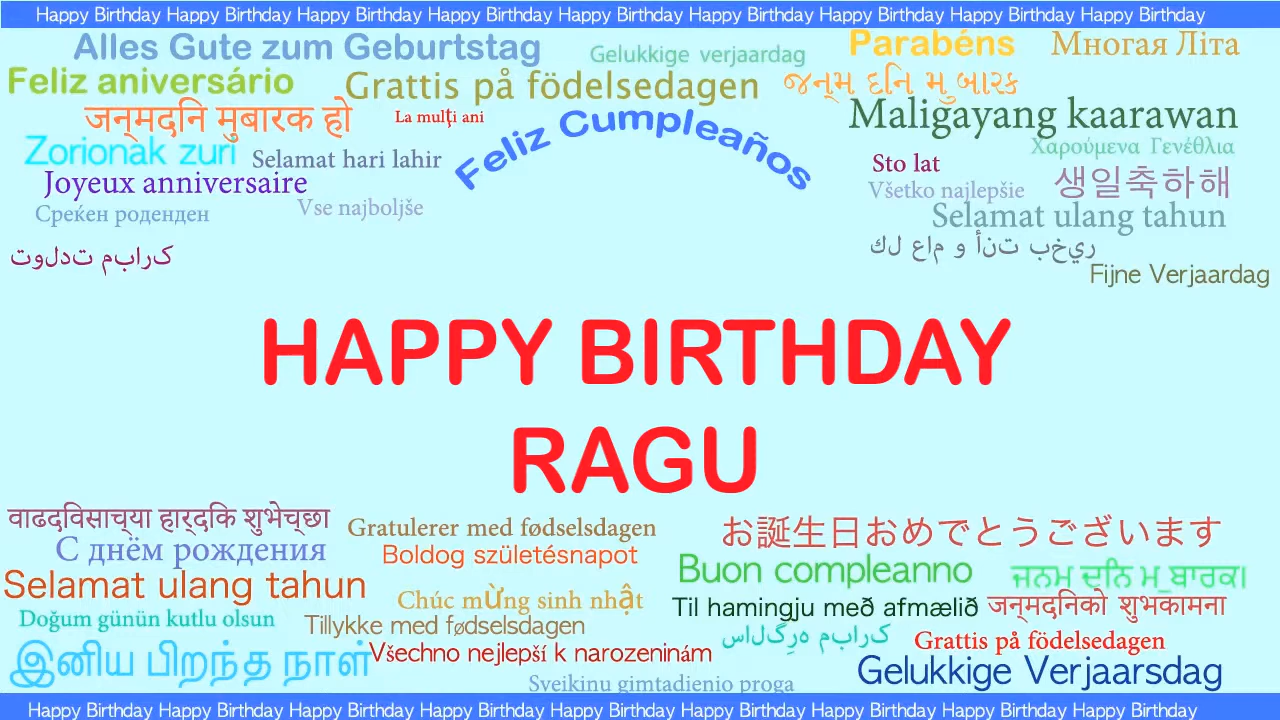 Happy Birthday Happy Birthday Happy Birthday Happy Birthday Happy Birthday Happy Birthday Happy Birthday Happy Birthday Happy Birthday
Alles Gute zum Geburtstag
Gelukkige verjaardag
Parabéns
Многая Літа
Feliz aniversário
Grattis på födelsedagen
જન્મ દનિ મુબારક
जन्मदनि मुबारक हो
La mulţi ani
Feliz Cumpleaños
Maligayang kaarawan
Zorionak zuri
Selamat hari lahir
Sto lat
Χαρούμενα Γενέθλια
Joyeux anniversaire
Všetko najlepšie
생일축하해
Среќен роденден
Vse najboljše
Selamat ulang tahun
تولدت مبارک
كل عام و أنت بخير
Fijne Verjaardag
HAPPY BIRTHDAY
RAGU
वाढदविसाच्या हार्दकि शुभेच्छा
Gratulerer med fødselsdagen
お誕生日おめでとうございます
С днём рождения
Boldog születésnapot
Buon compleanno
ਜਨਮ ਦਨਿ ਮੁਬਾਰਕ।
Selamat ulang tahun
Chúc mừng sinh nhật
Til hamingju með afmælið
जन्मदनिको शुभकामना
Doğum günün kutlu olsun
Tillykke med fødselsdagen
سالگرہ مبارک
Grattis på födelsedagen
இனிய பிறந்த நாள்
Všechno nejlepší k narozeninám
Gelukkige Verjaarsdag
Sveikinu gimtadienio proga
Happy Birthday Happy Birthday Happy Birthday Happy Birthday Happy Birthday Happy Birthday Happy Birthday Happy Birthday Happy Birthday